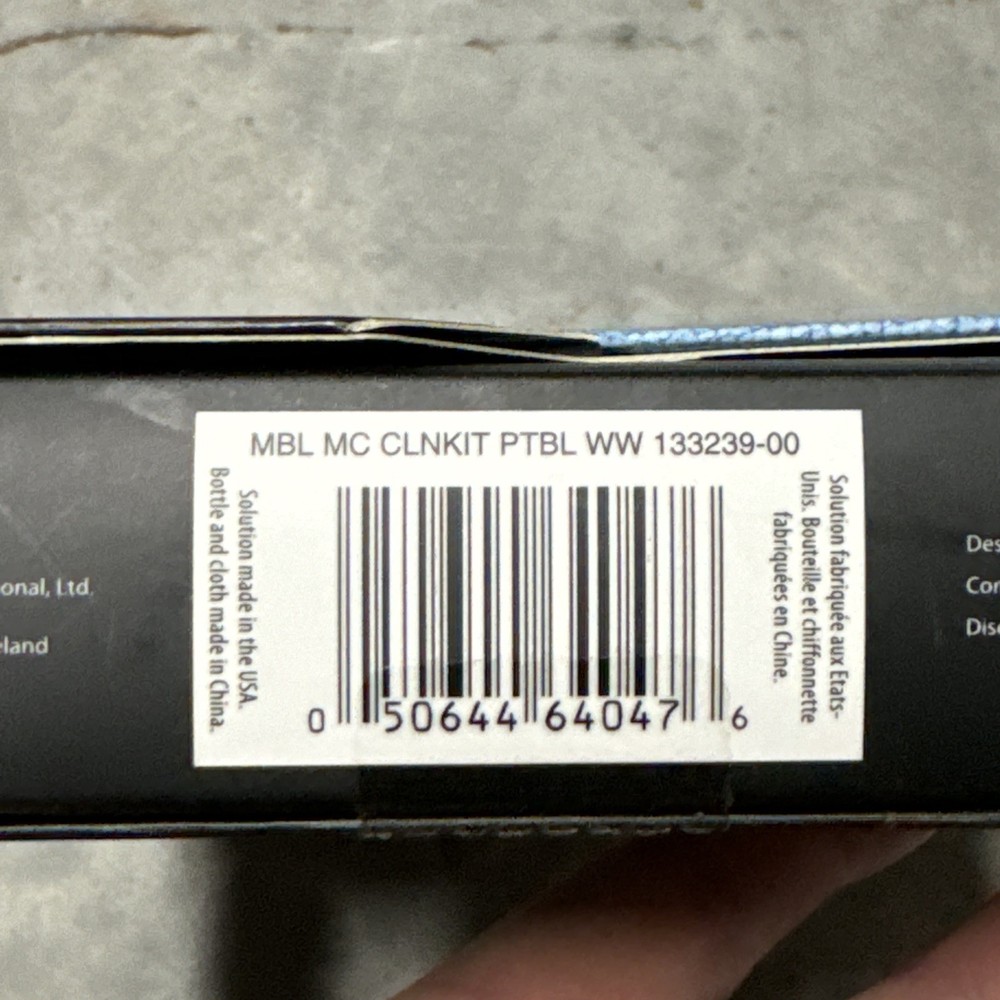 MBL MC CLNKIT PTBL WW 133239-00
Solution made in the USA.
Bottle and cloth made in China.
0 50644 64047 6
Solution fabriquée aux Etats-
Unis. Bouteille et chiffonnette
fabriquées en Chine.
onal, Ltd.
eland
Des
Cor
Disc